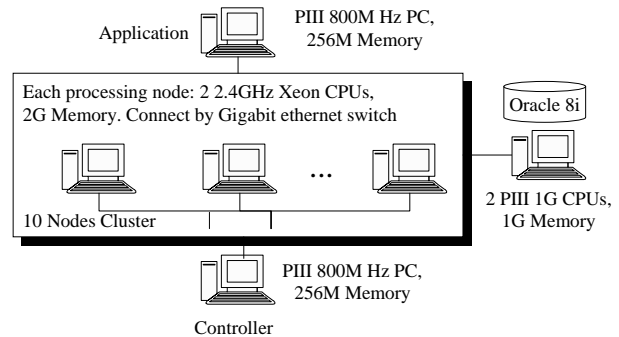 Application
PIII 800M Hz PC,
256M Memory
Each processing node: 2 2.4GHz Xeon CPUs,
2G Memory. Connect by Gigabit ethernet switch
Oracle 8i
...
10 Nodes Cluster
2 PIII 1G CPUs,
1G Memory
PIII 800M Hz PC,
256M Memory
Controller